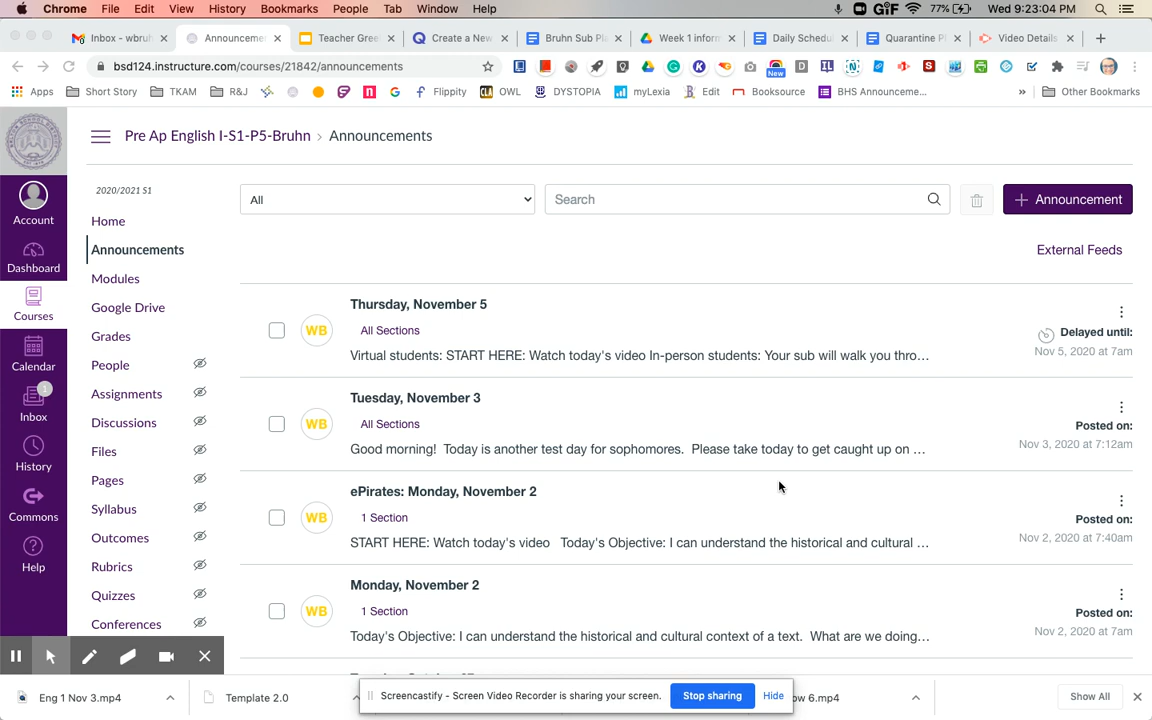 Chrome File Edit View History Bookmarks People Tab Window Help GIF 77% Wed 9:23:04 PM
Inbox - wbruh Announceme Teacher Gree Create a New Bruhn Sub Pla Week 1 inform Daily Schedu Quarantine Pl Video Details
bsd124.instructure.com/courses/21842/announcements
Apps Short Story TKAM R&J Flippity OWL DYSTOPIA myLexia Edit Booksource BHS Announceme... » Other Bookmarks
Pre Ap English I-S1-P5-Bruhn › Announcements
2020/2021 S1
All
Search
+ Announcement
Account
Dashboard
Courses
Calendar
1
Inbox
History
Commons
Help
Home
Announcements
Modules
Google Drive
Grades
People
Assignments
Discussions
Files
Pages
Syllabus
Outcomes
Rubrics
Quizzes
Conferences
External Feeds
Thursday, November 5
WB
All Sections
Delayed until:
Virtual students: START HERE: Watch today's video In-person students: Your sub will walk you thro...
Nov 5, 2020 at 7am
Tuesday, November 3
WB
All Sections
Posted on:
Good morning! Today is another test day for sophomores. Please take today to get caught up on ...
Nov 3, 2020 at 7:12am
ePirates: Monday, November 2
WB
1 Section
Posted on:
START HERE: Watch today's video Today's Objective: I can understand the historical and cultural ...
Nov 2, 2020 at 7:40am
Monday, November 2
WB
1 Section
Posted on:
Today's Objective: I can understand the historical and cultural context of a text. What are we doing...
Nov 2, 2020 at 7am
Eng 1 Nov 3.mp4
Template 2.0
Screencastify - Screen Video Recorder is sharing your screen.
Stop sharing
Hide
ow 6.mp4
Show All